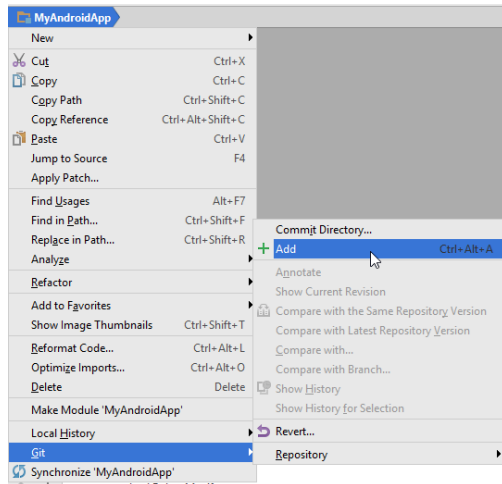 MyAndroidApp
New
Cut Ctrl+X
Copy Ctrl+C
Copy Path Ctrl+Shift+C
Copy Reference Ctrl+Alt+Shift+C
Paste Ctrl+V
Jump to Source F4
Apply Patch...
Find Usages Alt+F7
Find in Path... Ctrl+Shift+F
Replace in Path... Ctrl+Shift+R
Analyze
Refactor
Add to Favorites
Show Image Thumbnails Ctrl+Shift+T
Reformat Code... Ctrl+Alt+L
Optimize Imports... Ctrl+Alt+O
Delete Delete
Make Module 'MyAndroidApp'
Local History
Git
Synchronize 'MyAndroidApp'
Commit Directory...
Add Ctrl+Alt+A
Annotate
Show Current Revision
Compare with the Same Repository Version
Compare with Latest Repository Version
Compare with...
Compare with Branch...
Show History
Show History for Selection
Revert...
Repository